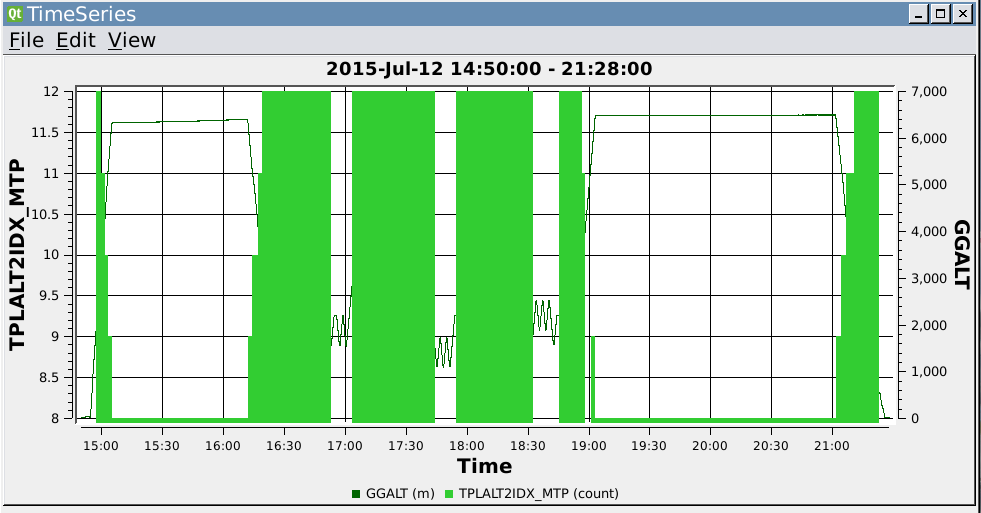 Qt TimeSeries
File Edit View
2015-Jul-12 14:50:00 - 21:28:00
TPLALT2IDX_MTP
12
11.5
11
10.5
10
9.5
9
8.5
8
7,000
6,000
5,000
4,000
3,000
2,000
1,000
0
GGALT
15:00 15:30 16:00 16:30 17:00 17:30 18:00 18:30 19:00 19:30 20:00 20:30 21:00
Time
GGALT (m) TPLALT2IDX_MTP (count)